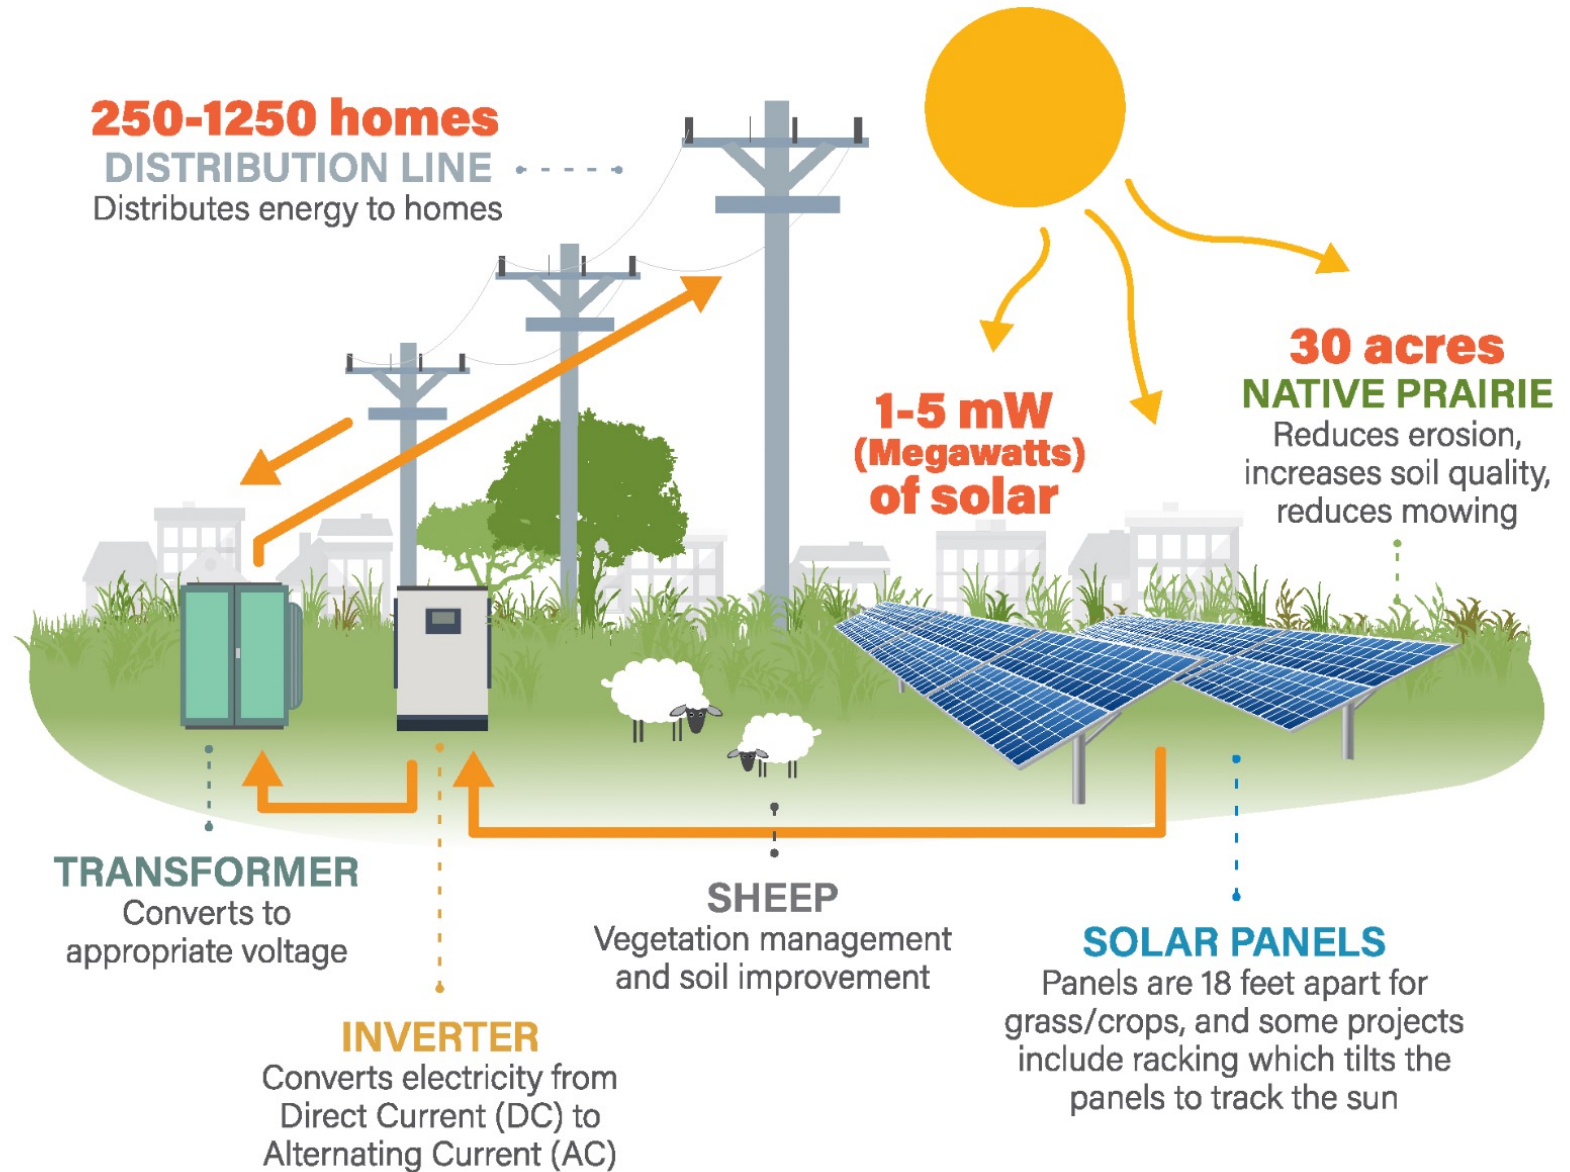 250-1250 homes
DISTRIBUTION LINE
Distributes energy to homes
1-5 mW
(Megawatts)
of solar
30 acres
NATIVE PRAIRIE
Reduces erosion,
increases soil quality,
reduces mowing
TRANSFORMER
Converts to
appropriate voltage
INVERTER
Converts electricity from
Direct Current (DC) to
Alternating Current (AC)
SHEEP
Vegetation management
and soil improvement
SOLAR PANELS
Panels are 18 feet apart for
grass/crops, and some projects
include racking which tilts the
panels to track the sun